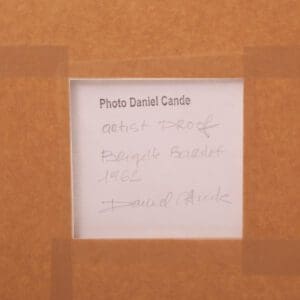 Photo Daniel Cande
artist Proof
Brigitte Bardot
1962
Daniel Cande